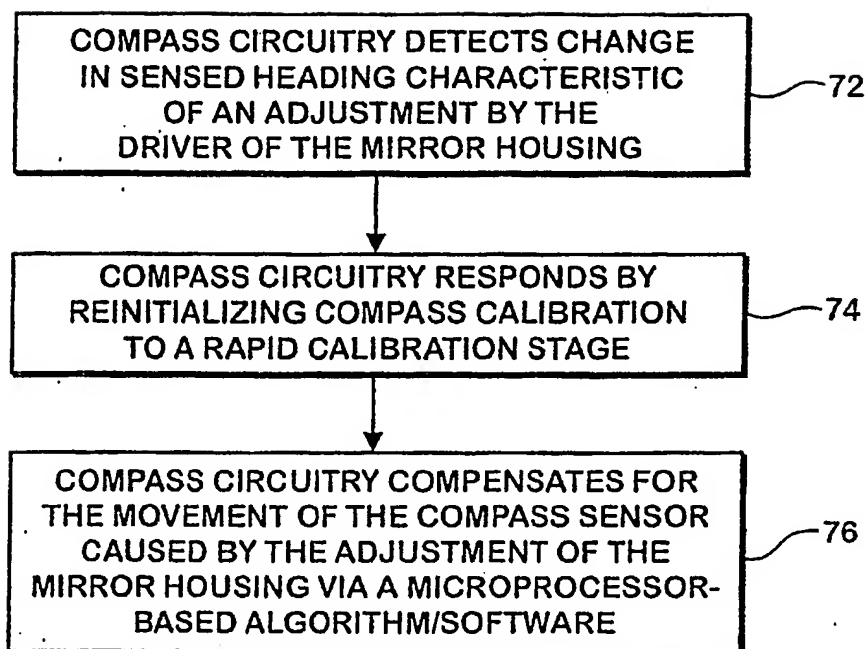 COMPASS CIRCUITRY DETECTS CHANGE
IN SENSED HEADING CHARACTERISTIC
OF AN ADJUSTMENT BY THE
DRIVER OF THE MIRROR HOUSING
72
COMPASS CIRCUITRY RESPONDS BY
REINITIALIZING COMPASS CALIBRATION
TO A RAPID CALIBRATION STAGE
74
COMPASS CIRCUITRY COMPENSATES FOR
THE MOVEMENT OF THE COMPASS SENSOR
CAUSED BY THE ADJUSTMENT OF THE
MIRROR HOUSING VIA A MICROPROCESSOR-
BASED ALGORITHM/SOFTWARE
76